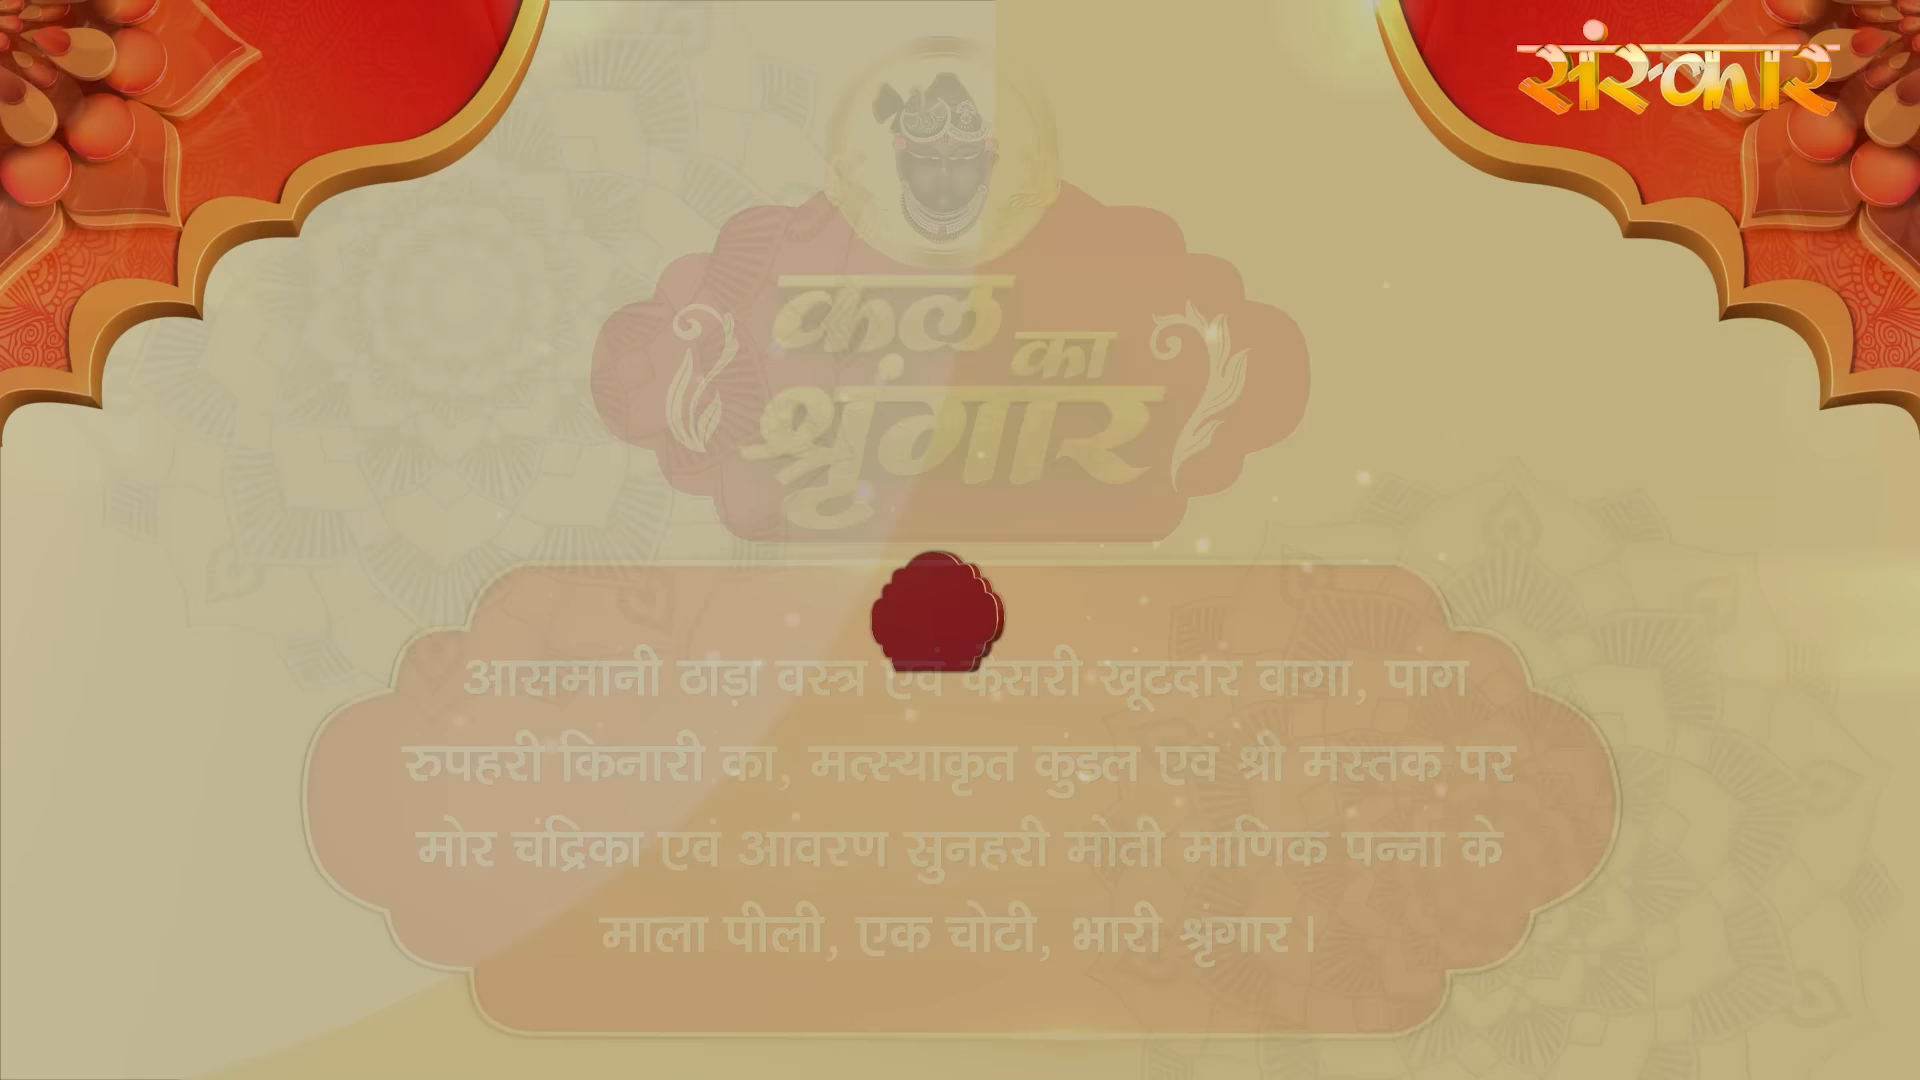 संस्कार
कल का
श्रृंगार
आसमानी ठाड़ा वस्त्र एवं केसरी खूटदार वागा, पाग
रुपहरी किनारी का, मत्स्याकृत कुंडल एवं श्री मस्तक पर
मोर चंद्रिका एवं आवरण सुनहरी मोती माणिक पन्ना के
माला पीली, एक चोटी, भारी श्रृंगार।